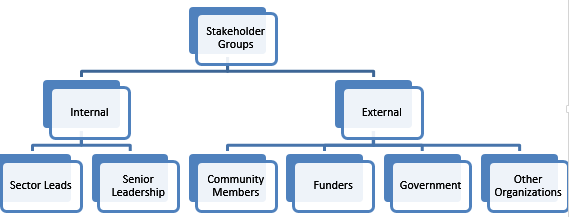 Stakeholder
Groups
Internal
External
Sector Leads
Senior
Leadership
Community
Members
Funders
Government
Other
Organizations